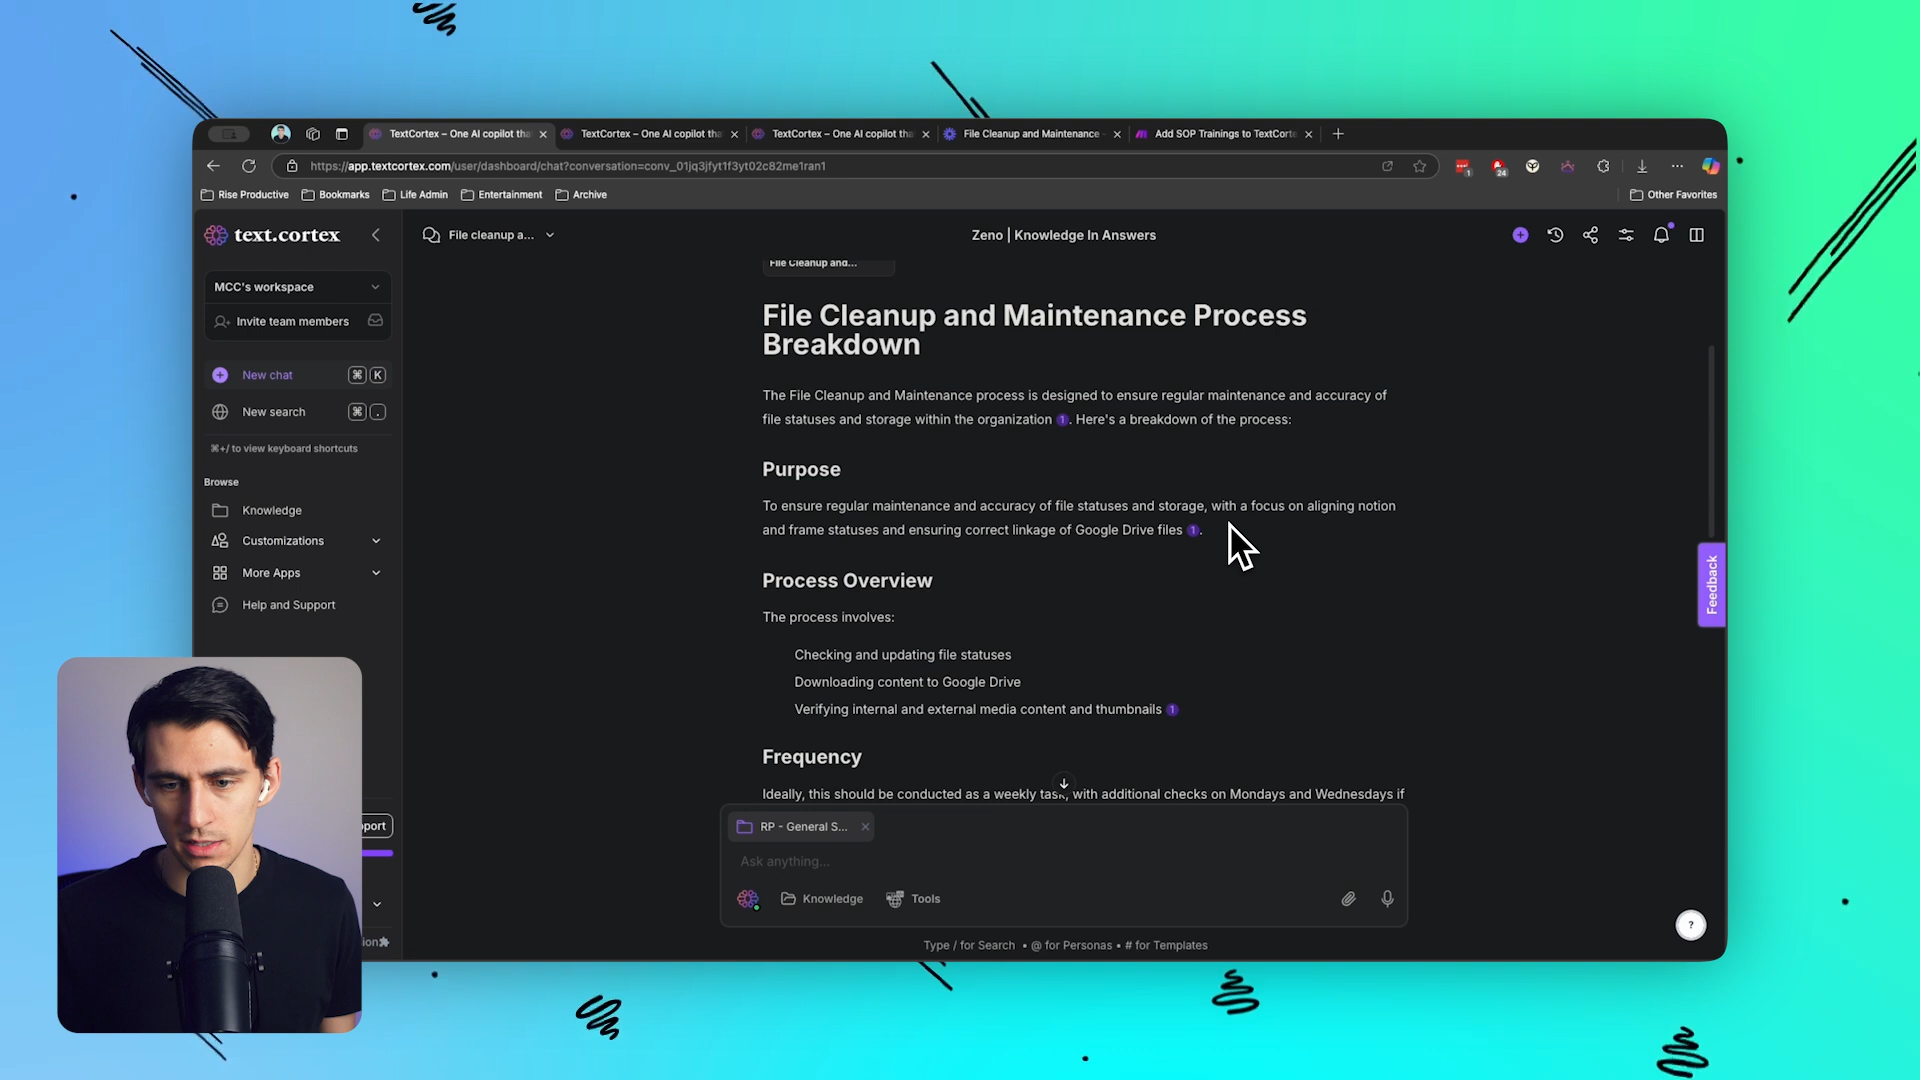 TextCortex – One AI copilot tha
TextCortex – One AI copilot tha
TextCortex – One AI copilot tha
File Cleanup and Maintenance
Add SOP Trainings to TextCorte
https://app.textcortex.com/user/dashboard/chat?conversation=conv_01jq3jfyt1f3yt02c82me1ran1
1
24
Rise Productive
Bookmarks
Life Admin
Entertainment
Archive
Other Favorites
text.cortex
File cleanup a...
Zeno | Knowledge In Answers
MCC's workspace
Invite team members
New chat
⌘ K
New search
⌘ .
⌘+/ to view keyboard shortcuts
Browse
Knowledge
Customizations
More Apps
Help and Support
port
ion
File Cleanup and...
File Cleanup and Maintenance Process
Breakdown
The File Cleanup and Maintenance process is designed to ensure regular maintenance and accuracy of
file statuses and storage within the organization 1. Here's a breakdown of the process:
Purpose
To ensure regular maintenance and accuracy of file statuses and storage, with a focus on aligning notion
and frame statuses and ensuring correct linkage of Google Drive files 1.
Process Overview
The process involves:
Checking and updating file statuses
Downloading content to Google Drive
Verifying internal and external media content and thumbnails 1
Frequency
Ideally, this should be conducted as a weekly task, with additional checks on Mondays and Wednesdays if
RP - General S...
Ask anything...
Knowledge
Tools
Type / for Search • @ for Personas • # for Templates
Feedback
?